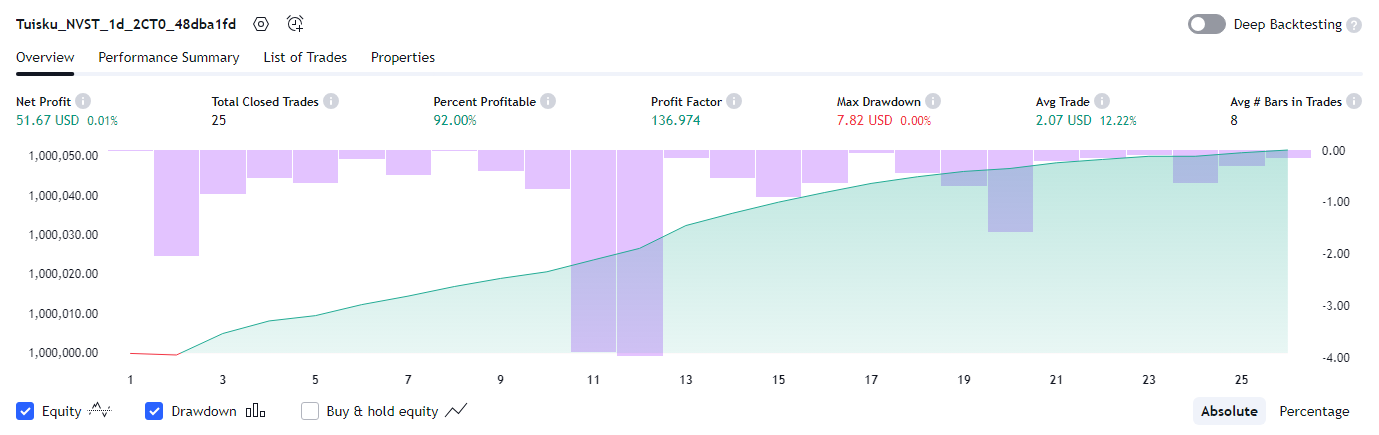 Tuisku_NVST_1d_2CT0_48dba1fd Deep Backtesting ?
Overview Performance Summary List of Trades Properties
Net Profit i Total Closed Trades i Percent Profitable i Profit Factor i Max Drawdown i Avg Trade i Avg # Bars in Trades i
51.67 USD 0.01% 25 92.00% 136.974 7.82 USD 0.00% 2.07 USD 12.22% 8
1,000,050.00 0.00
1,000,040.00 -1.00
1,000,030.00
1,000,020.00 -2.00
1,000,010.00 -3.00
1,000,000.00 -4.00
1 3 5 7 9 11 13 15 17 19 21 23 25
Equity Drawdown Buy & hold equity Absolute Percentage